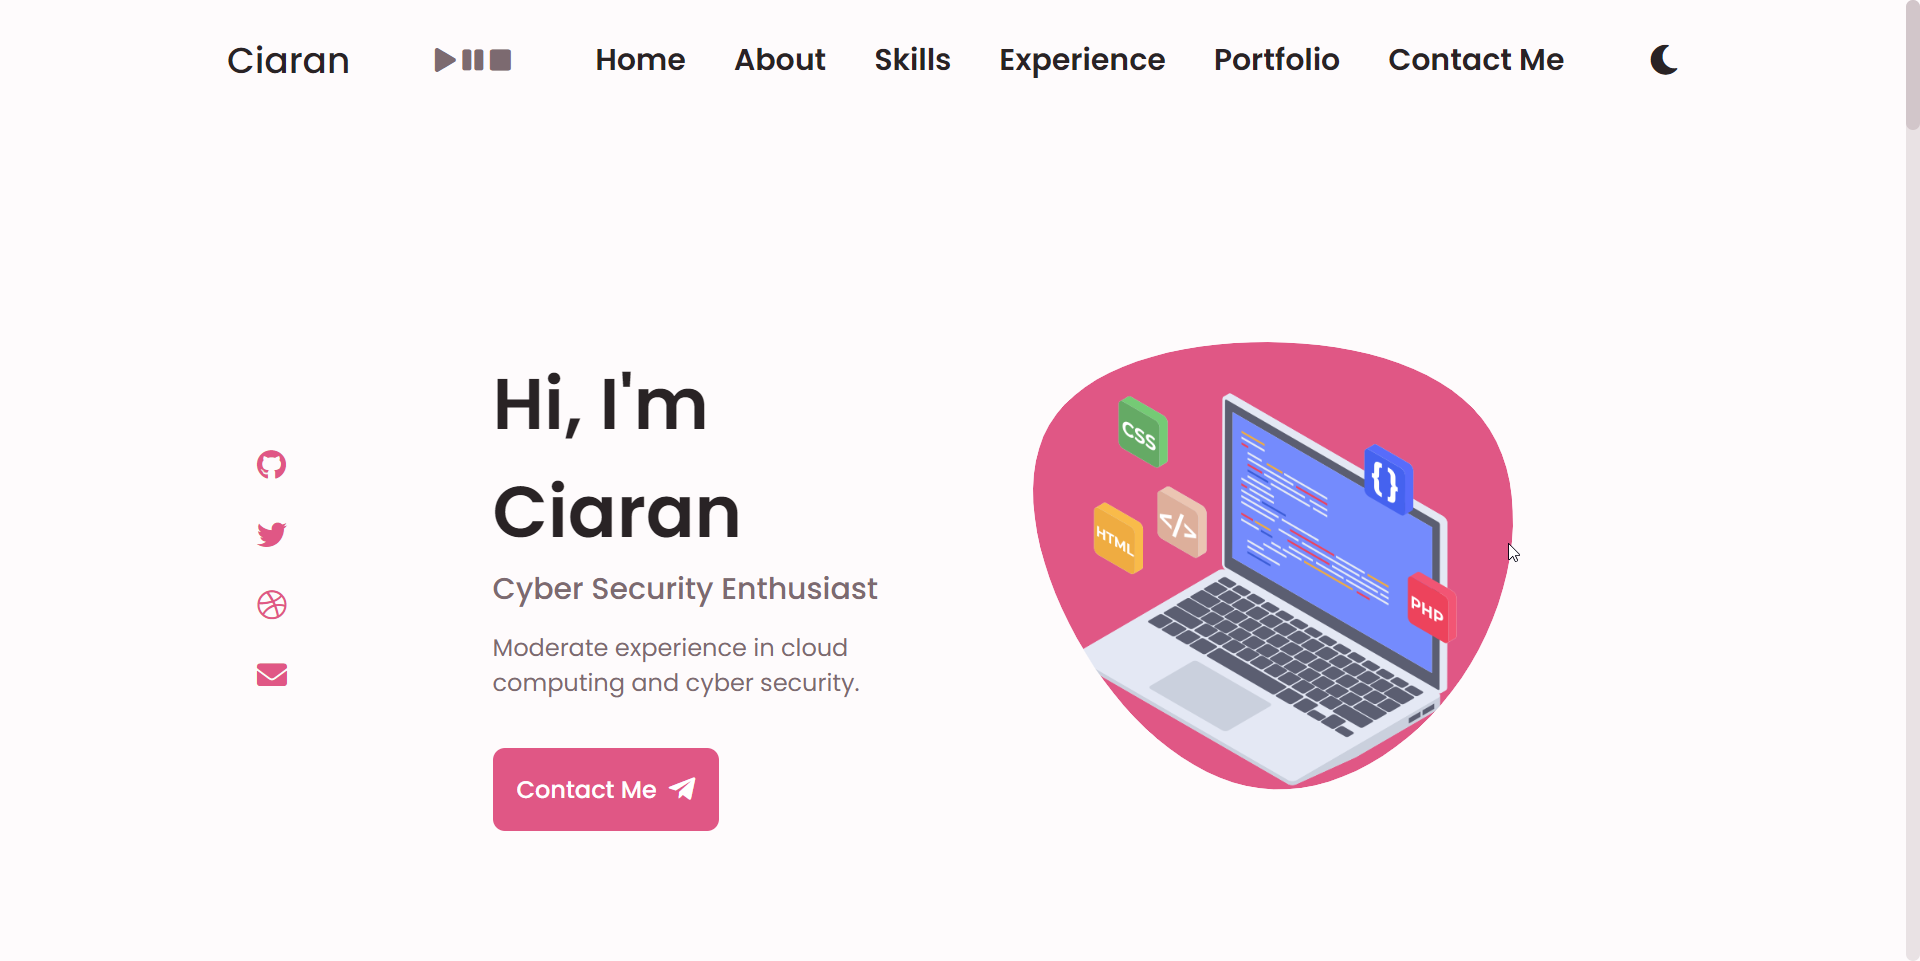 Ciaran
Home About Skills Experience Portfolio Contact Me
Hi, I'm
Ciaran
Cyber Security Enthusiast
Moderate experience in cloud
computing and cyber security.
Contact Me
CSS
HTML
</>
{}
PHP